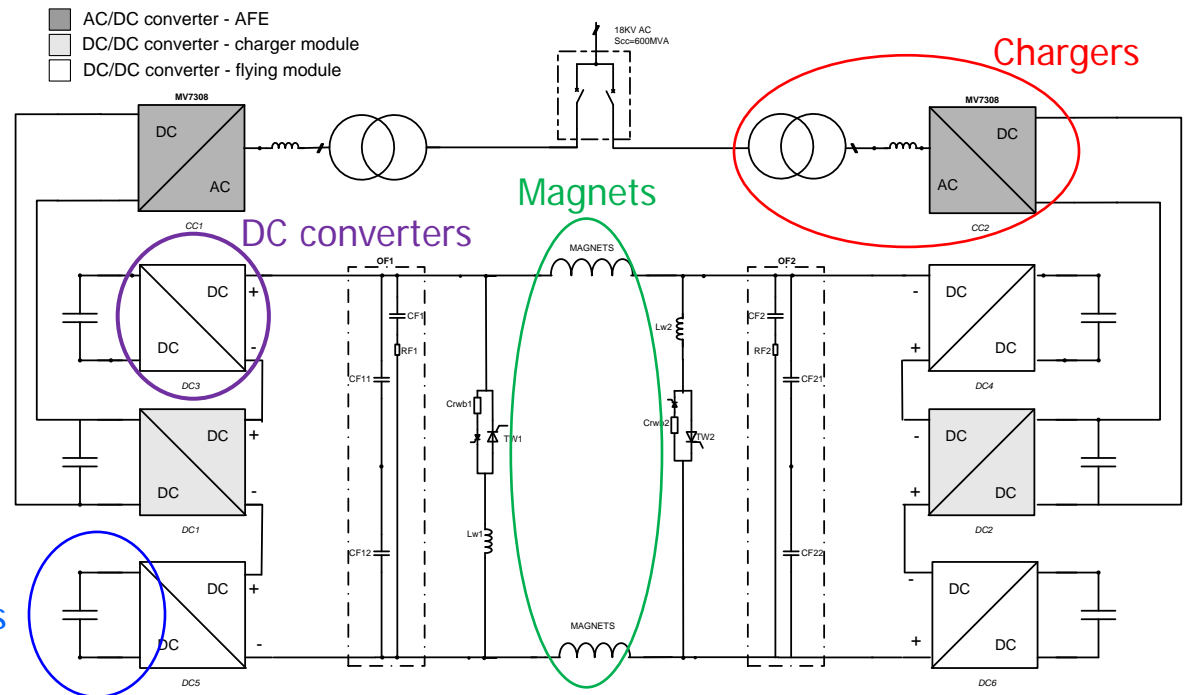 AC/DC converter - AFE
DC/DC converter - charger module
DC/DC converter - flying module
18KV AC
Scc=600MVA
Chargers
MV7308
MV7308
DC
AC
DC
AC
CC1
CC2
Magnets
DC converters
MAGNETS
OF1
OF2
DC
DC
+
-
DC3
CF1
RF1
CF11
Lw2
CF2
RF2
CF21
-
+
DC
DC
DC4
Crwb1
TW1
Crwb2
TW2
DC
DC
+
-
DC1
-
+
DC
DC
DC2
Lw1
CF12
CF22
s
DC
DC
+
-
DC5
MAGNETS
-
+
DC
DC
DC6